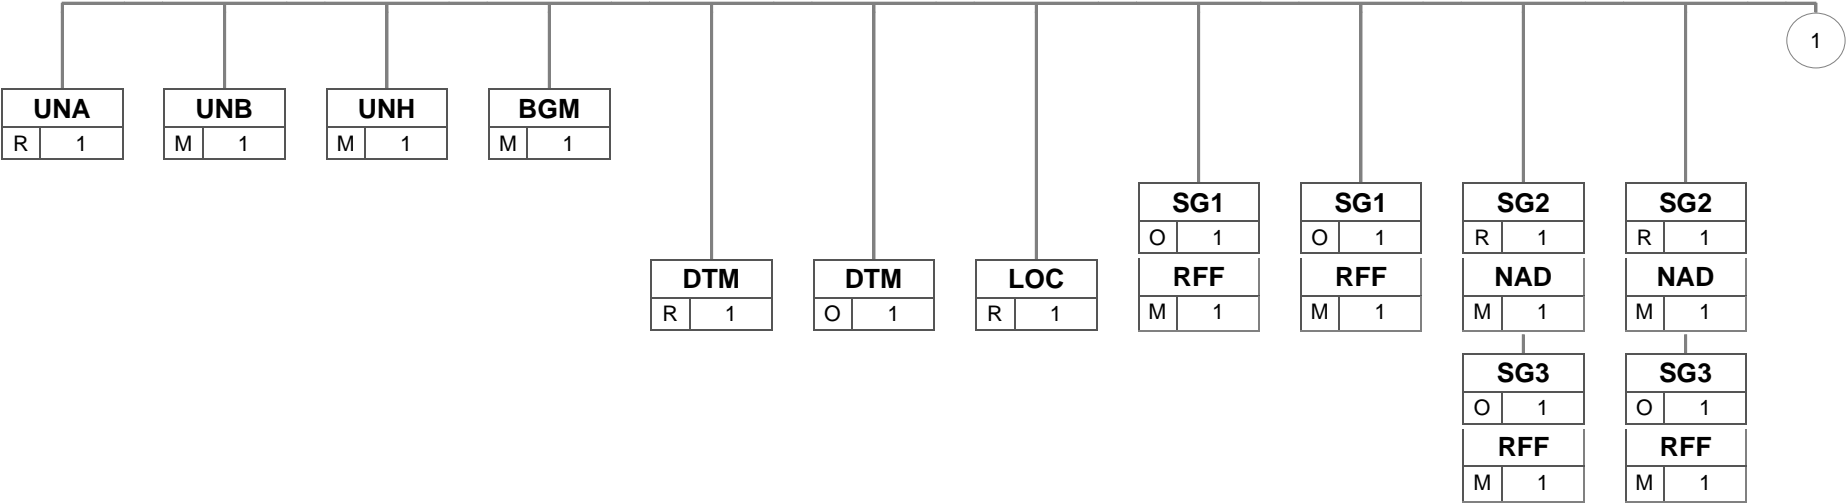 1
UNA
R 1
UNB
M 1
UNH
M 1
BGM
M 1
DTM
R 1
DTM
O 1
LOC
R 1
SG1
O 1
RFF
M 1
SG1
O 1
RFF
M 1
SG2
R 1
NAD
M 1
SG3
O 1
RFF
M 1
SG2
R 1
NAD
M 1
SG3
O 1
RFF
M 1